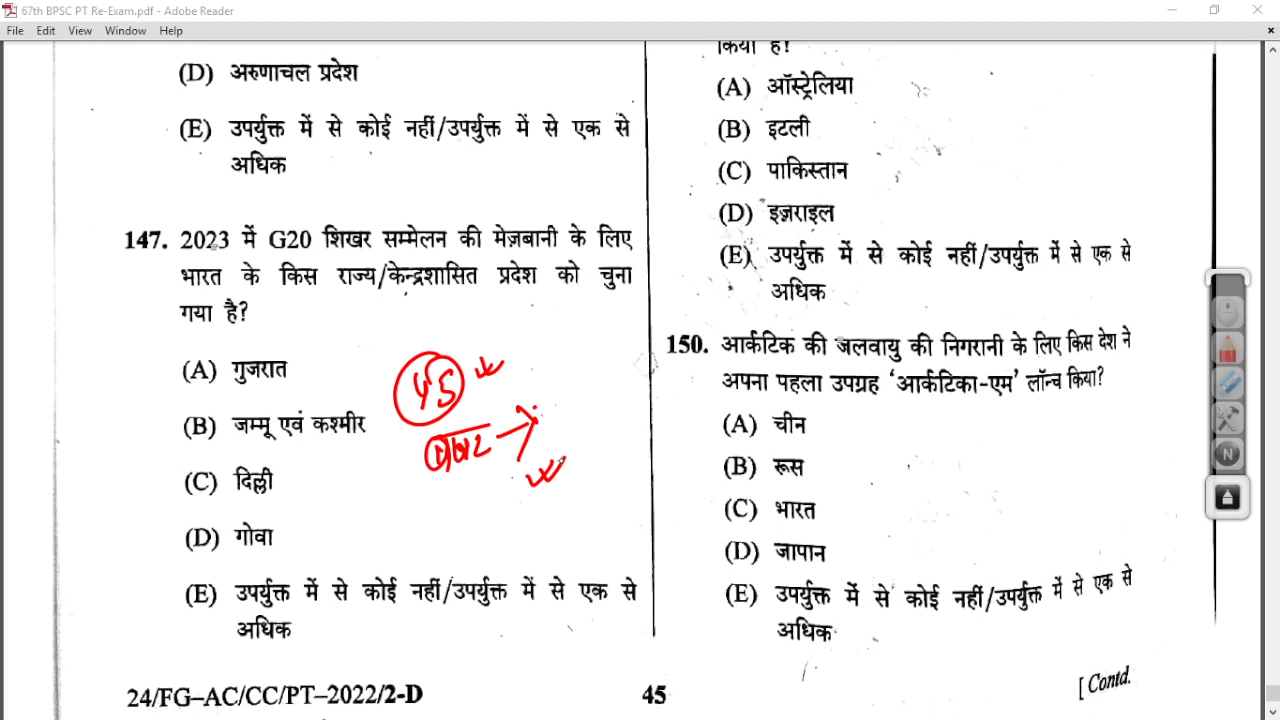 67th BPSC PT Re-Exam.pdf - Adobe Reader
File Edit View Window Help
(D) अरुणाचल प्रदेश
(E) उपर्युक्त में से कोई नहीं/उपर्युक्त में से एक से
अधिक
147. 2023 में G20 शिखर सम्मेलन की मेज़बानी के लिए
भारत के किस राज्य/केन्द्रशासित प्रदेश को चुना
गया है?
(A) गुजरात
(B) जम्मू एवं कश्मीर
(C) दिल्ली
(D) गोवा
(E) उपर्युक्त में से कोई नहीं/उपर्युक्त में से एक से
अधिक
किया है?
(A) ऑस्ट्रेलिया
(B) इटली
(C) पाकिस्तान
(D) इज़राइल
(E) उपर्युक्त में से कोई नहीं/उपर्युक्त में से एक से
अधिक
150. आर्कटिक की जलवायु की निगरानी के लिए किस देश ने
अपना पहला उपग्रह ‘आर्कटिका-एम’ लॉन्च किया?
(A) चीन
(B) रूस
(C) भारत
(D) जापान
(E) उपर्युक्त में से कोई नहीं/उपर्युक्त में से एक से
अधिक
45
N
24/FG–AC/CC/PT–2022/2-D
45
[ Contd.